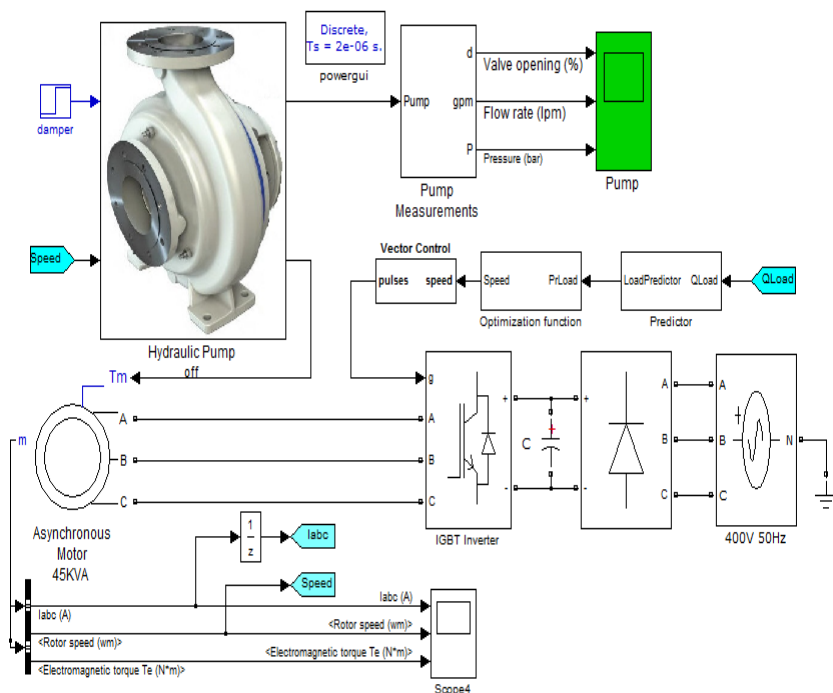 Discrete,
Ts = 2e-06 s.
powergui
damper
Speed
Hydraulic Pump
off
Pump
d
gpm
P
Pump
Measurements
Valve opening (%)
Flow rate (lpm)
Pressure (bar)
Pump
Vector Control
pulses speed
Speed PrLoad
Optimization function
LoadPredictor QLoad
Predictor
QLoad
Tm
m
A
B
C
Asynchronous
Motor
45KVA
g
A
B
C
+
-
IGBT Inverter
C
+
+
-
A
B
C
A
B
C
+
N
400V 50Hz
1
z
Iabc
Speed
Iabc (A)
<Rotor speed (wm)>
<Electromagnetic torque Te (N*m)>
Iabc (A)
<Rotor speed (wm)>
<Electromagnetic torque Te (N*m)>
Scope4